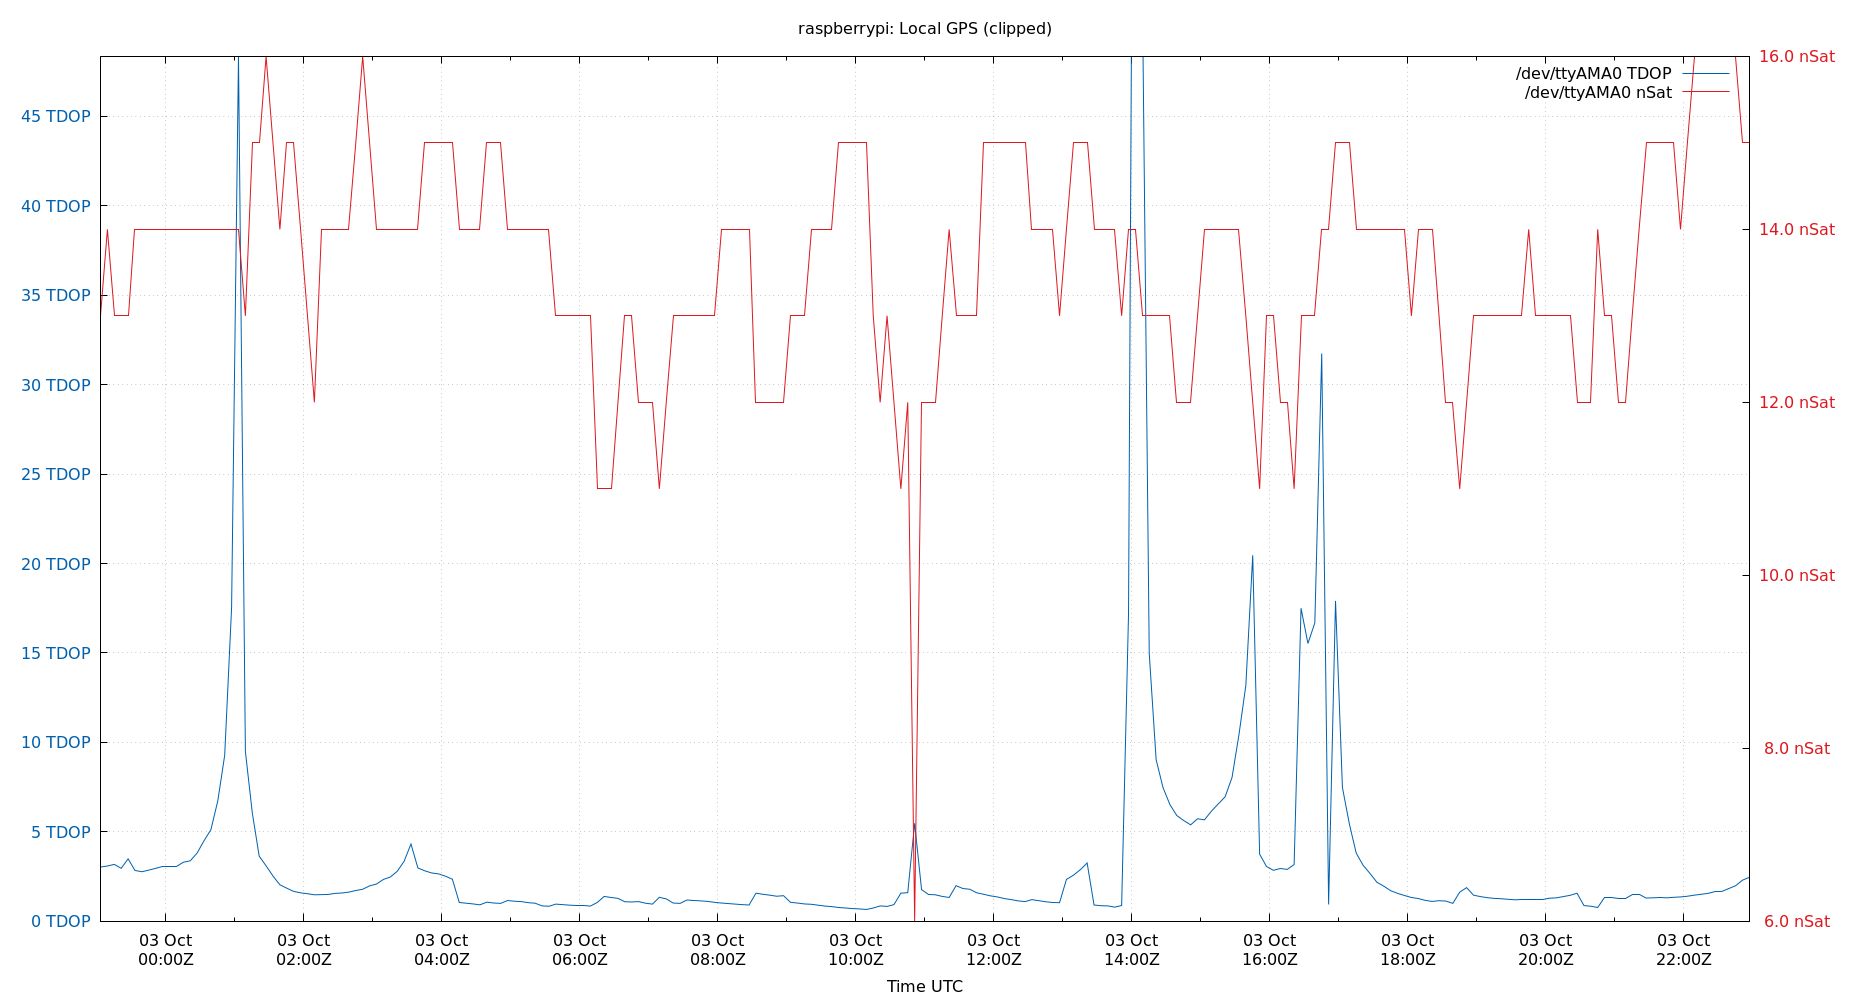 raspberrypi: Local GPS (clipped)
/dev/ttyAMA0 TDOP
/dev/ttyAMA0 nSat
45 TDOP
40 TDOP
35 TDOP
30 TDOP
25 TDOP
20 TDOP
15 TDOP
10 TDOP
5 TDOP
0 TDOP
16.0 nSat
14.0 nSat
12.0 nSat
10.0 nSat
8.0 nSat
6.0 nSat
03 Oct
00:00Z
03 Oct
02:00Z
03 Oct
04:00Z
03 Oct
06:00Z
03 Oct
08:00Z
03 Oct
10:00Z
03 Oct
12:00Z
03 Oct
14:00Z
03 Oct
16:00Z
03 Oct
18:00Z
03 Oct
20:00Z
03 Oct
22:00Z
Time UTC